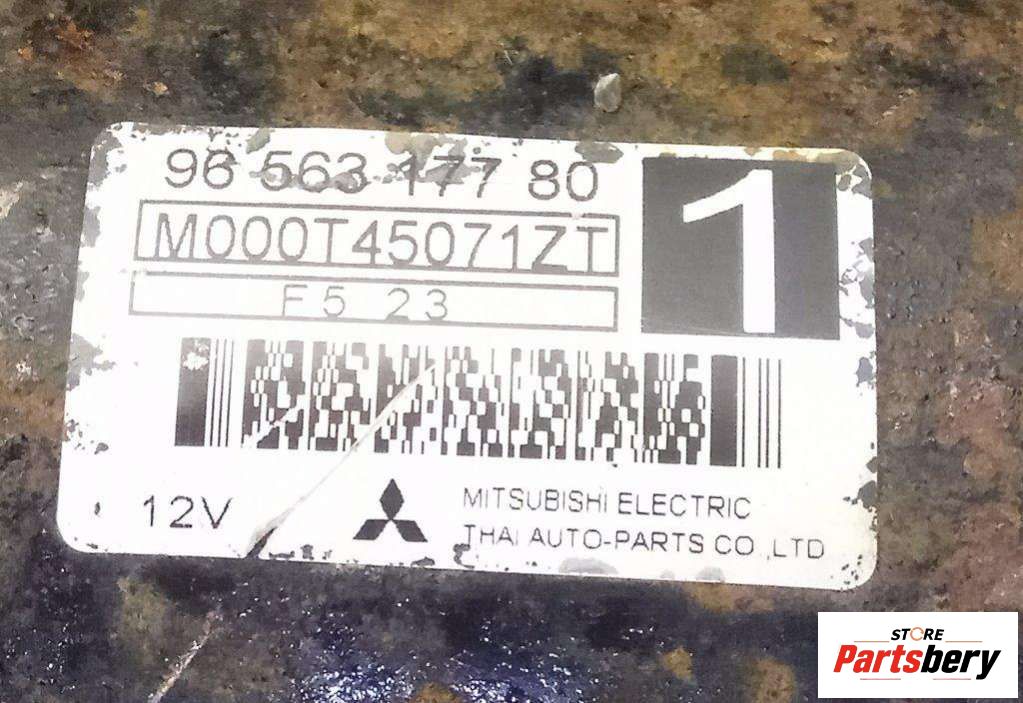 96 563 177 80
M000T45071ZT
F5 23
1
12V
MITSUBISHI ELECTRIC
THAI AUTO-PARTS CO.,LTD
STORE
Partsbery